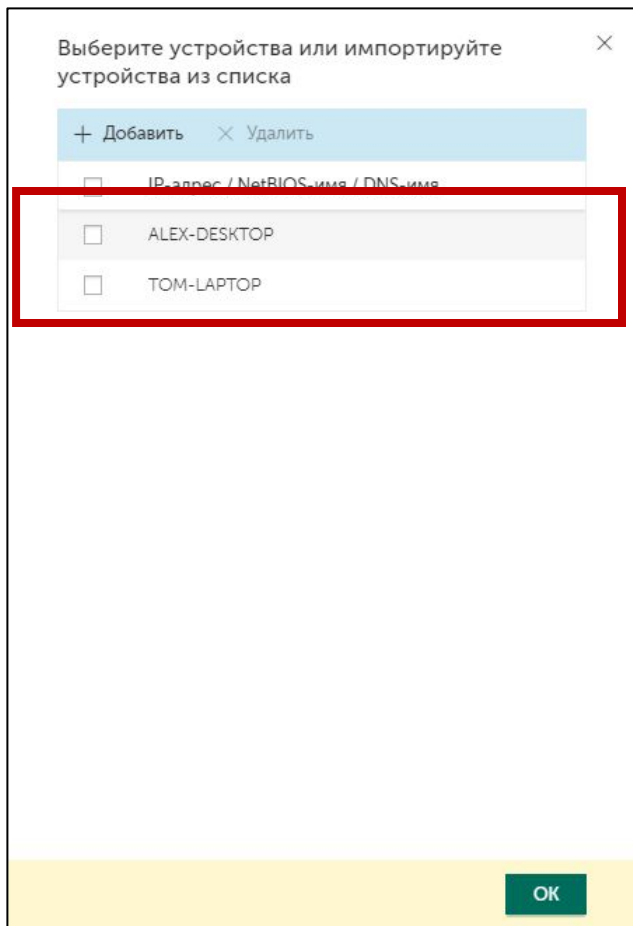 Выберите устройства или импортируйте
устройства из списка
Добавить Удалить
IP-адрес / NetBIOS-имя / DNS-имя
ALEX-DESKTOP
TOM-LAPTOP
ОК